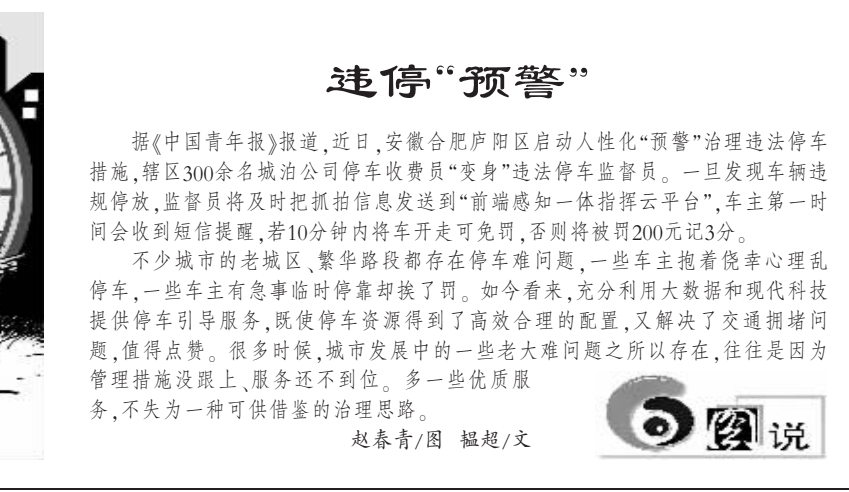 违停“预警”
据《中国青年报》报道,近日,安徽合肥庐阳区启动人性化“预警”治理违法停车
措施,辖区300余名城泊公司停车收费员“变身”违法停车监督员。一旦发现车辆违
规停放,监督员将及时把抓拍信息发送到“前端感知一体指挥云平台”,车主第一时
间会收到短信提醒,若10分钟内将车开走可免罚,否则将被罚200元记3分。
不少城市的老城区、繁华路段都存在停车难问题,一些车主抱着侥幸心理乱
停车,一些车主有急事临时停靠却挨了罚。如今看来,充分利用大数据和现代科技
提供停车引导服务,既使停车资源得到了高效合理的配置,又解决了交通拥堵问
题,值得点赞。很多时候,城市发展中的一些老大难问题之所以存在,往往是因为
管理措施没跟上、服务还不到位。多一些优质服
务,不失为一种可供借鉴的治理思路。
赵春青/图 韫超/文
图说